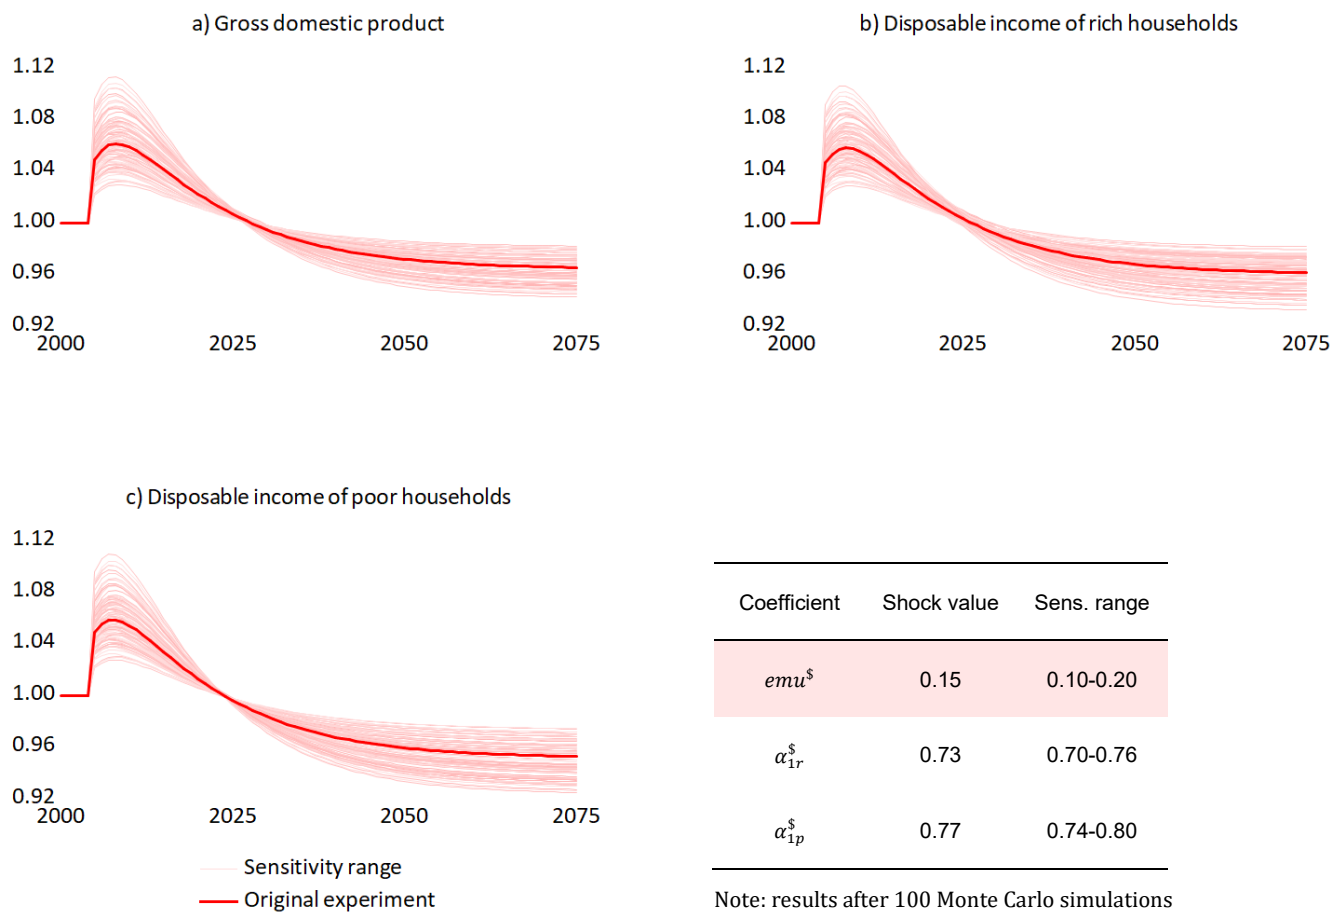 a) Gross domestic product
1.12
1.08
1.04
1.00
0.96
0.92
2000 2025 2050 2075
b) Disposable income of rich households
1.12
1.08
1.04
1.00
0.96
0.92
2000 2025 2050 2075
c) Disposable income of poor households
1.12
1.08
1.04
1.00
0.96
0.92
2000 2025 2050 2075
Sensitivity range
Original experiment
Coefficient Shock value Sens. range
emu$ 0.15 0.10-0.20
α$1r 0.73 0.70-0.76
α$1p 0.77 0.74-0.80
Note: results after 100 Monte Carlo simulations